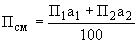 Псм = (П1a1 + П2a2) / 100